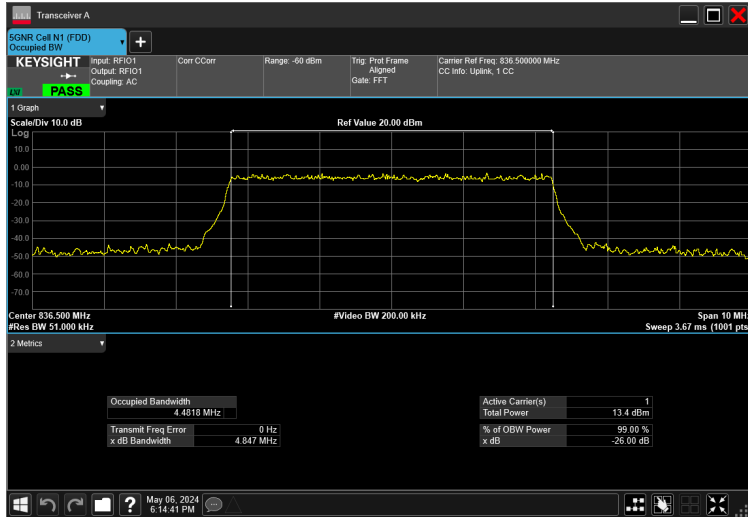 Transceiver A
5GNR Cell N1 (FDD)
Occupied BW
KEYSIGHT
PASS
Input: RFIO1
Output: RFIO1
Coupling: AC
Corr CCorr
Range: -60 dBm
Trig: Prot Frame
Aligned
Gate: FFT
Carrier Ref Freq: 836.500000 MHz
CC Info: Uplink, 1 CC
1 Graph
Scale/Div 10.0 dB
Ref Value 20.00 dBm
Log
10.0
0.00
-10.0
-20.0
-30.0
-40.0
-50.0
-60.0
-70.0
Center 836.500 MHz
#Video BW 200.00 kHz
Span 10 MHz
#Res BW 51.000 kHz
Sweep 3.67 ms (1001 pts
2 Metrics
Occupied Bandwidth
4.4818 MHz
Transmit Freq Error 0 Hz
x dB Bandwidth 4.847 MHz
Active Carrier(s) 1
Total Power 13.4 dBm
% of OBW Power 99.00 %
x dB -26.00 dB
?
May 06, 2024
6:14:41 PM